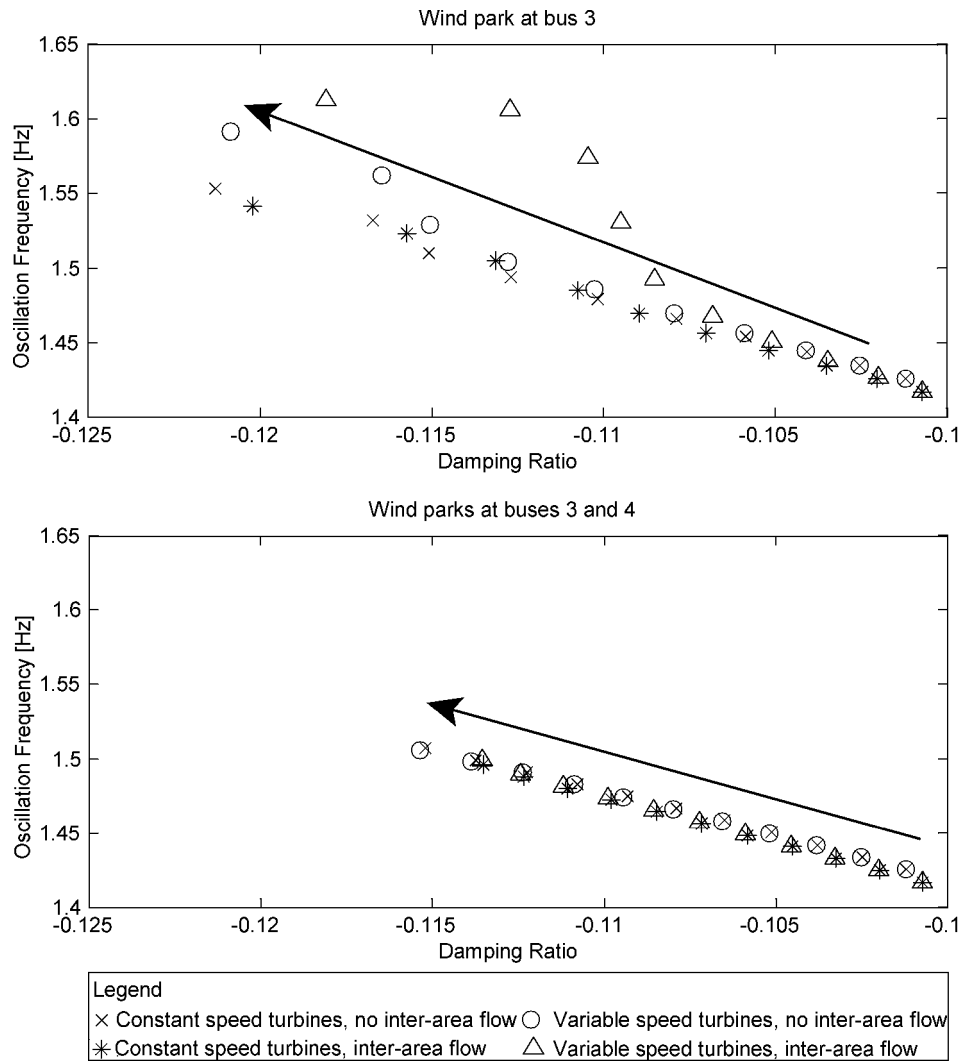 Wind park at bus 3
1.65
1.6
1.55
1.5
1.45
1.4
Oscillation Frequency [Hz]
-0.125 -0.12 -0.115 -0.11 -0.105 -0.1
Damping Ratio
Wind parks at buses 3 and 4
1.65
1.6
1.55
1.5
1.45
1.4
Oscillation Frequency [Hz]
-0.125 -0.12 -0.115 -0.11 -0.105 -0.1
Damping Ratio
Legend
Constant speed turbines, no inter-area flow Variable speed turbines, no inter-area flow
Constant speed turbines, inter-area flow Variable speed turbines, inter-area flow